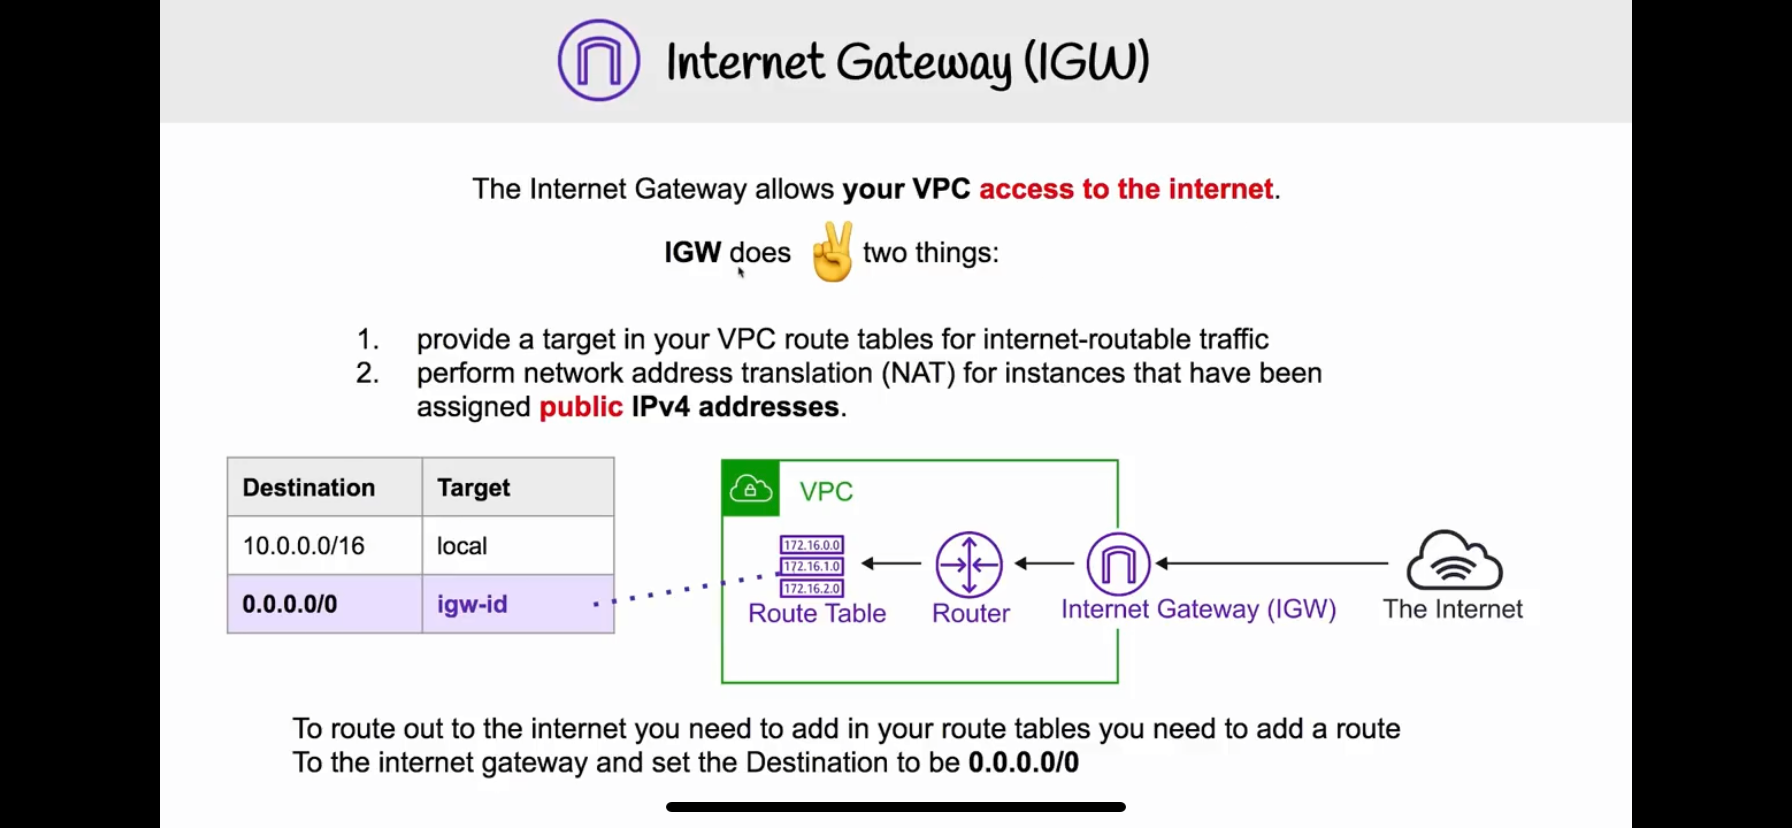 Internet Gateway (IGW)
The Internet Gateway allows your VPC access to the internet.
IGW does ✌️ two things:
1. provide a target in your VPC route tables for internet-routable traffic
2. perform network address translation (NAT) for instances that have been
assigned public IPv4 addresses.
Destination Target
10.0.0.0/16 local
0.0.0.0/0 igw-id
VPC
172.16.0.0
172.16.1.0
172.16.2.0
Route Table Router Internet Gateway (IGW) The Internet
To route out to the internet you need to add in your route tables you need to add a route
To the internet gateway and set the Destination to be 0.0.0.0/0